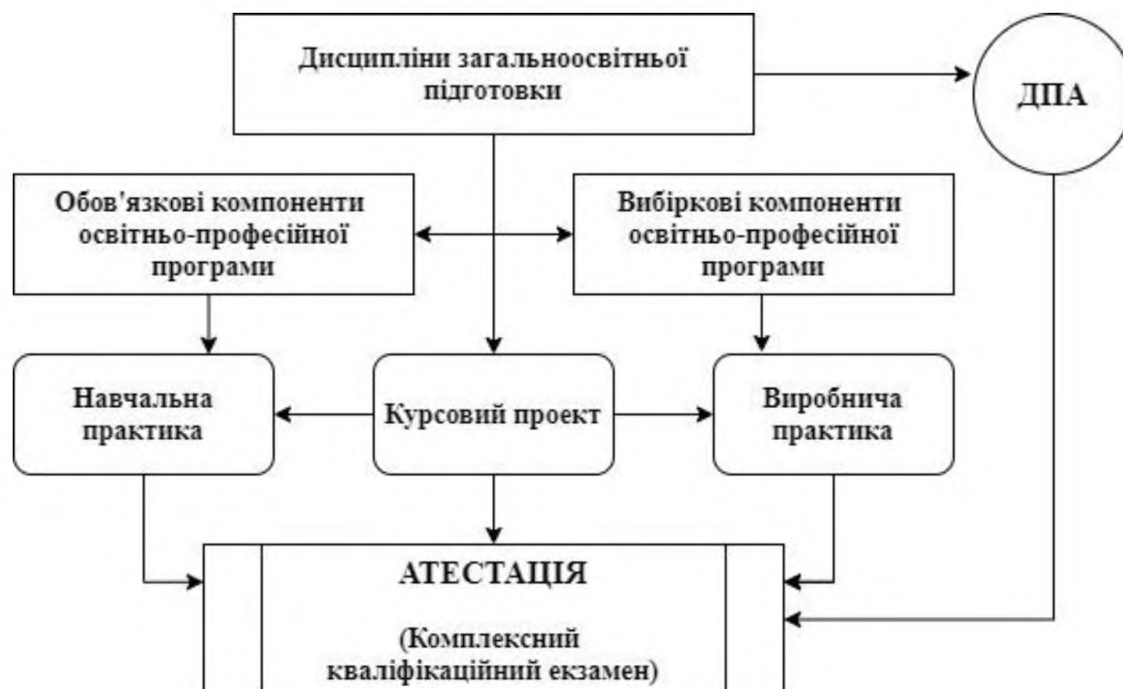 Дисципліни загальноосвітньої
підготовки
ДПА
Обов'язкові компоненти
освітньо-професійної
програми
Вибіркові компоненти
освітньо-професійної
програми
Навчальна
практика
Курсовий проект
Виробнича
практика
АТЕСТАЦІЯ
(Комплексний
кваліфікаційний екзамен)